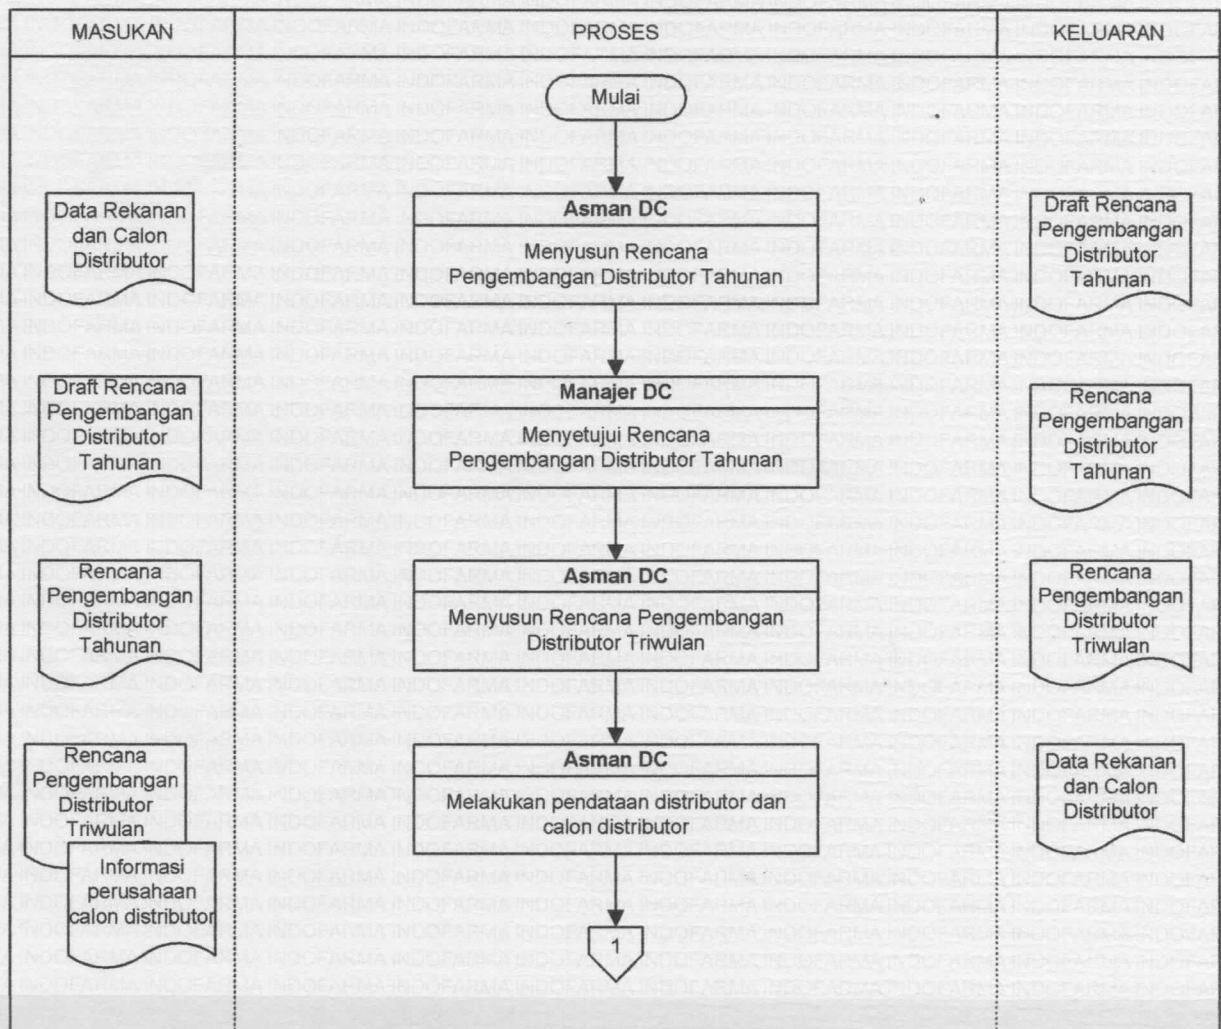 MASUKAN
PROSES
KELUARAN
Mulai
Data Rekanan
dan Calon
Distributor
Asman DC
Menyusun Rencana
Pengembangan Distributor Tahunan
Draft Rencana
Pengembangan
Distributor
Tahunan
Draft Rencana
Pengembangan
Distributor
Tahunan
Manajer DC
Menyetujui Rencana
Pengembangan Distributor Tahunan
Rencana
Pengembangan
Distributor
Tahunan
Rencana
Pengembangan
Distributor
Tahunan
Asman DC
Menyusun Rencana Pengembangan
Distributor Triwulan
Rencana
Pengembangan
Distributor
Triwulan
Rencana
Pengembangan
Distributor
Triwulan
Informasi
perusahaan
calon distributor
Asman DC
Melakukan pendataan distributor dan
calon distributor
Data Rekanan
dan Calon
Distributor
1
INDOFARMA